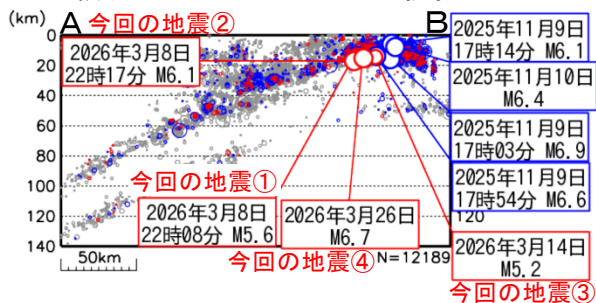 (km)
A
今回の地震②
B
0
20
40
60
80
100
120
140
2026年3月8日
22時17分 M6.1
2025年11月9日
17時14分 M6.1
2025年11月10日
M6.4
2025年11月9日
17時03分 M6.9
2025年11月9日
17時54分 M6.6
今回の地震①
2026年3月8日
22時08分 M5.6
2026年3月26日
M6.7
今回の地震④
120
N=12189
2026年3月14日
M5.2
今回の地震③
50km